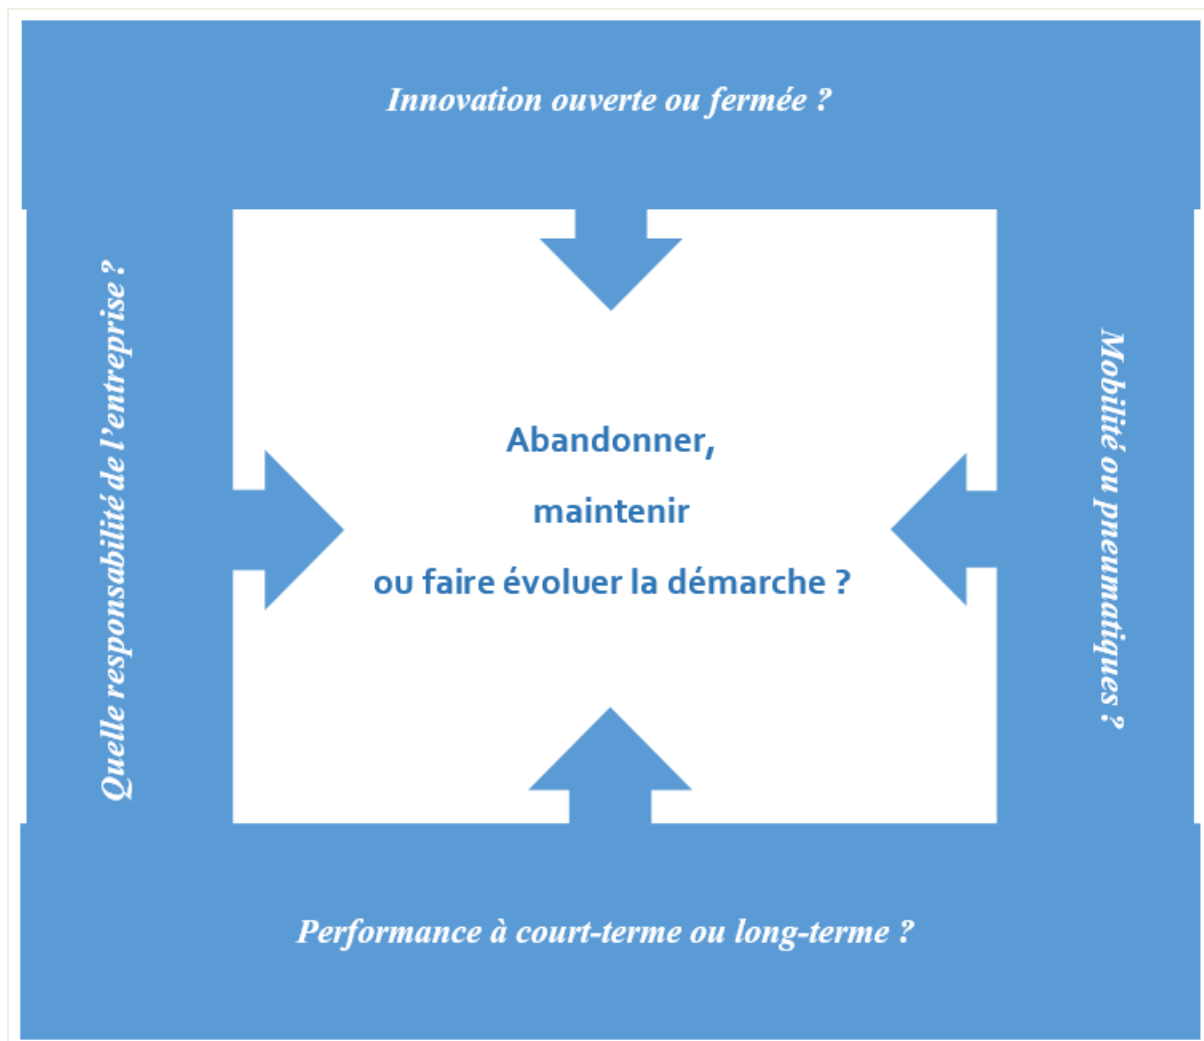 Innovation ouverte ou fermée ?
Quelle responsabilité de l’entreprise ?
Abandonner,
maintenir
ou faire évoluer la démarche ?
Mobilité ou pneumatiques ?
Performance à court-terme ou long-terme ?